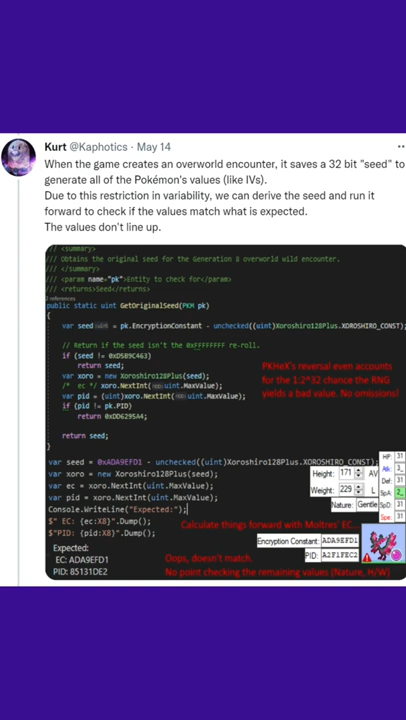 Kurt @Kaphotics · May 14
When the game creates an overworld encounter, it saves a 32 bit "seed" to
generate all of the Pokémon's values (like IVs).
Due to this restriction in variability, we can derive the seed and run it
forward to check if the values match what is expected.
The values don't line up.
/// <summary>
/// Obtains the original seed for the Generation 8 overworld wild encounter.
/// </summary>
/// <param name="pk">Entity to check for</param>
/// <returns>Seed</returns>
2 references
public static uint GetOriginalSeed(PKM pk)
{
var seed uint = pk.EncryptionConstant - unchecked((uint)Xoroshiro128Plus.XOROSHIRO_CONST);
// Return if the seed isn't the 0xFFFFFFFF re-roll.
if (seed != 0xD5B9C463)
return seed;
var xoro = new Xoroshiro128Plus(seed);
/* ec */ xoro.NextInt(uint.MaxValue);
var pid = (uint)xoro.NextInt(uint.MaxValue);
if (pid != pk.PID)
return 0xDD6295A4;
return seed;
}
PKHeX's reversal even accounts
for the 1:2^32 chance the RNG
yields a bad value. No omissions!
var seed = 0xADA9EFD1 - unchecked((uint)Xoroshiro128Plus.XOROSHIRO_CONST);
var xoro = new Xoroshiro128Plus(seed);
var ec = xoro.NextInt(uint.MaxValue);
var pid = xoro.NextInt(uint.MaxValue);
Console.WriteLine("Expected:");
$" EC: {ec:X8}".Dump();
$"PID: {pid:X8}".Dump();
Expected:
EC: ADA9EFD1
PID: 85131DE2
Height: 171 AV
Weight: 229 L
Nature: Gentle
HP: 31
Atk: 3
Def: 31
SpA: 2
SpD: 31
Spe: 31
Calculate things forward with Moltres' EC...
Encryption Constant: ADA9EFD1
PID: A2F1FEC2
Oops, doesn't match.
No point checking the remaining values (Nature, H/W)